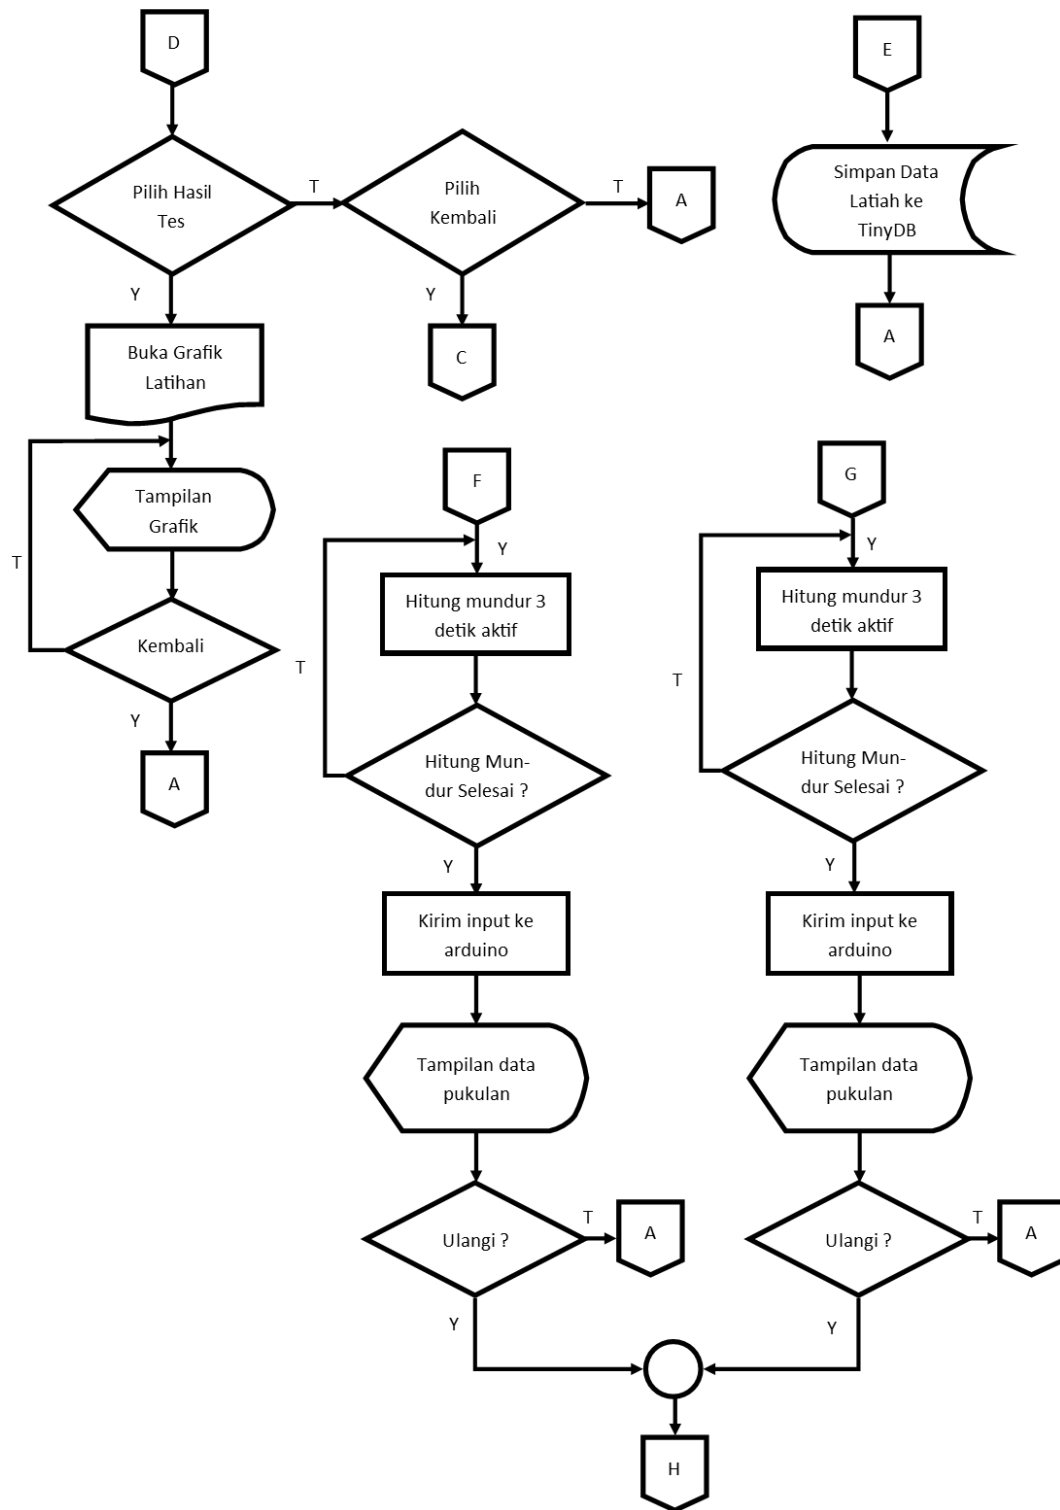 D
E
Pilih Hasil
Tes
T
Pilih
Kembali
T
A
Simpan Data
Latiah ke
TinyDB
Y
Y
Buka Grafik
Latihan
C
A
Tampilan
Grafik
T
Kembali
Y
A
F
Y
Hitung mundur 3
detik aktif
T
Hitung Mun-
dur Selesai ?
Y
Kirim input ke
arduino
Tampilan data
pukulan
Ulangi ?
T
A
Y
G
Y
Hitung mundur 3
detik aktif
T
Hitung Mun-
dur Selesai ?
Y
Kirim input ke
arduino
Tampilan data
pukulan
Ulangi ?
T
A
Y
H